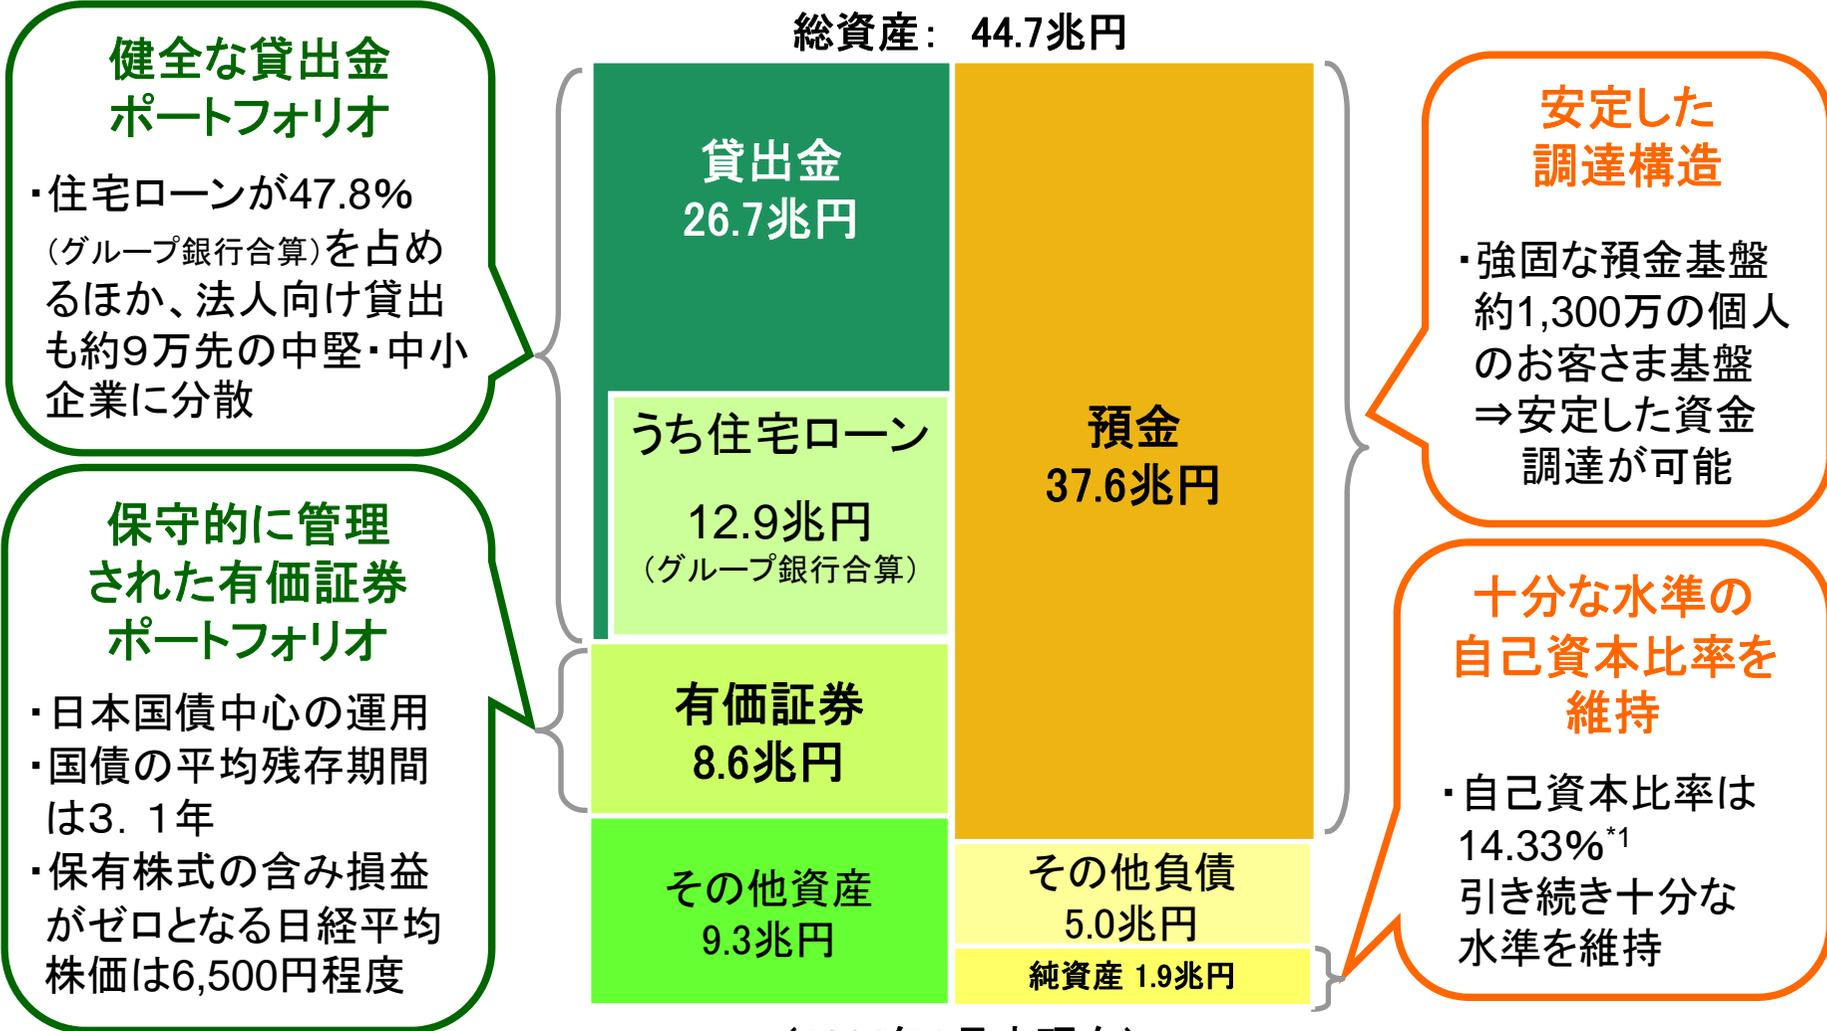 総資産： 44.7兆円
健全な貸出金
ポートフォリオ
・住宅ローンが47.8%
（グループ銀行合算）を占め
るほか、法人向け貸出
も約９万先の中堅・中小
企業に分散
保守的に管理
された有価証券
ポートフォリオ
・日本国債中心の運用
・国債の平均残存期間
は３．１年
・保有株式の含み損益
がゼロとなる日経平均
株価は6,500円程度
貸出金
26.7兆円
うち住宅ローン
12.9兆円
（グループ銀行合算）
有価証券
8.6兆円
その他資産
9.3兆円
預金
37.6兆円
その他負債
5.0兆円
純資産 1.9兆円
安定した
調達構造
・強固な預金基盤
約1,300万の個人
のお客さま基盤
⇒安定した資金
調達が可能
十分な水準の
自己資本比率を
維持
・自己資本比率は
14.33%*1
引き続き十分な
水準を維持